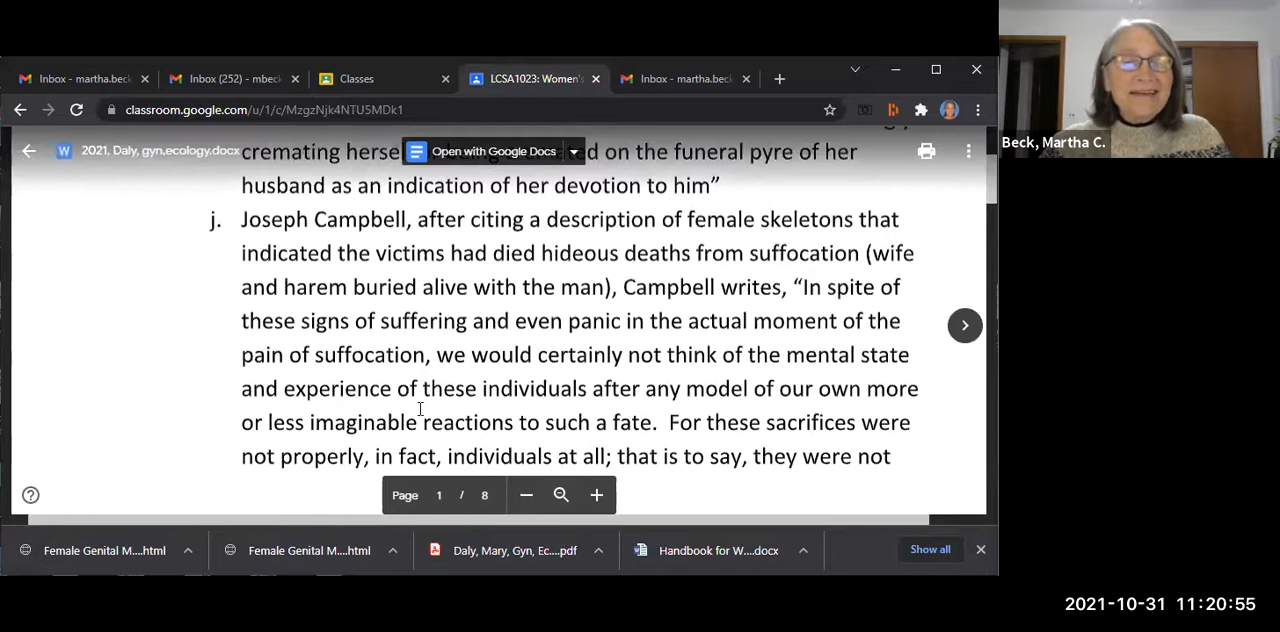 Inbox - martha.beck
Inbox (252) - mbeck
Classes
LCSA1023: Women's
Inbox - martha.beck
classroom.google.com/u/1/c/MzgzNjk4NTU5MDk1
Beck, Martha C.
W 2021, Daly, gyn,ecology.docx
Open with Google Docs
cremating herse ed on the funeral pyre of her
husband as an indication of her devotion to him”
j. Joseph Campbell, after citing a description of female skeletons that
indicated the victims had died hideous deaths from suffocation (wife
and harem buried alive with the man), Campbell writes, “In spite of
these signs of suffering and even panic in the actual moment of the
pain of suffocation, we would certainly not think of the mental state
and experience of these individuals after any model of our own more
or less imaginable reactions to such a fate. For these sacrifices were
not properly, in fact, individuals at all; that is to say, they were not
Page 1 / 8
Female Genital M....html
Female Genital M....html
Daly, Mary, Gyn, Ec....pdf
Handbook for W....docx
Show all
2021-10-31 11:20:55